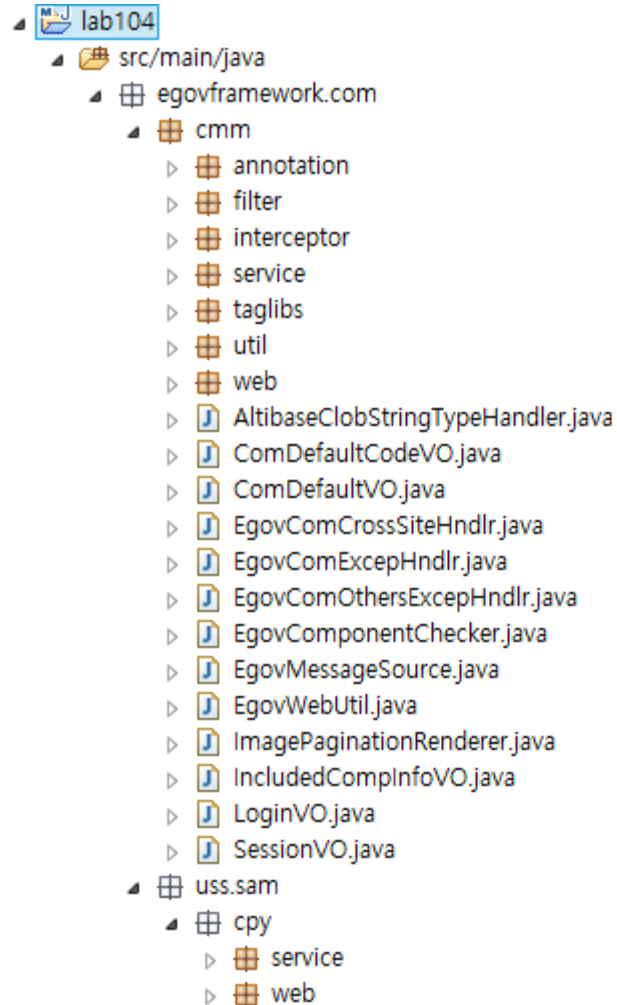 lab104
src/main/java
egovframework.com
cmm
annotation
filter
interceptor
service
taglibs
util
web
AltibaseClobStringTypeHandler.java
ComDefaultCodeVO.java
ComDefaultVO.java
EgovComCrossSiteHndlr.java
EgovComExcepHndlr.java
EgovComOthersExcepHndlr.java
EgovComponentChecker.java
EgovMessageSource.java
EgovWebUtil.java
ImagePaginationRenderer.java
IncludedCompInfoVO.java
LoginVO.java
SessionVO.java
uss.sam
cpy
service
web